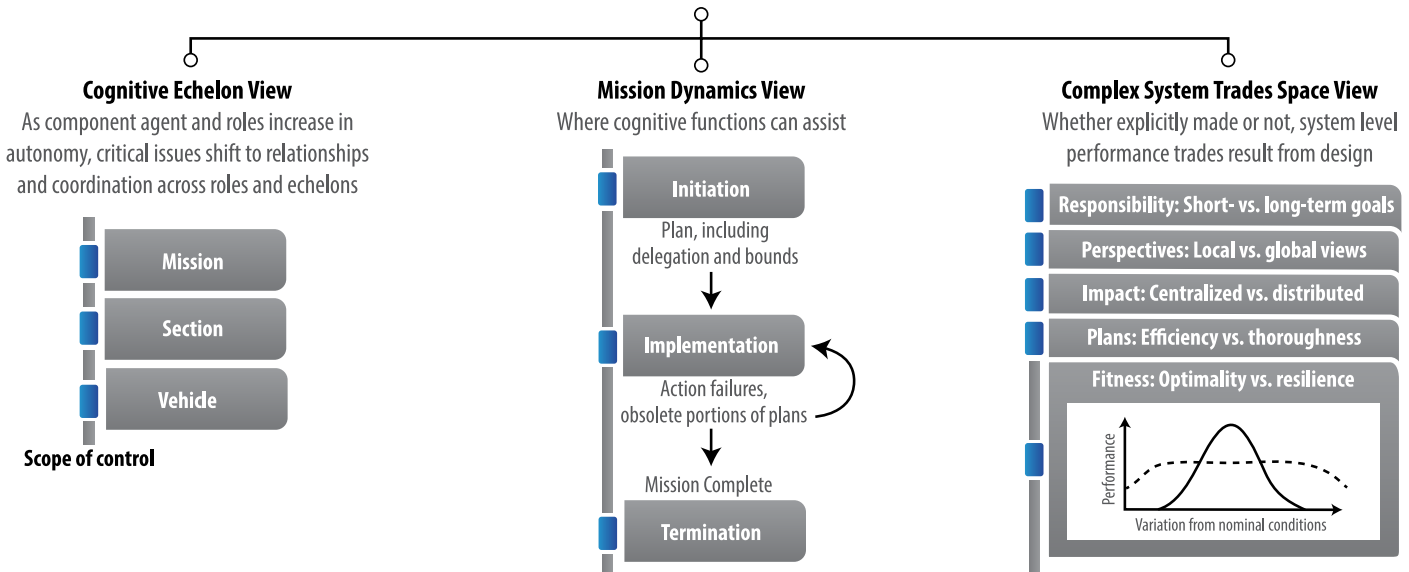 Cognitive Echelon View
As component agent and roles increase in
autonomy, critical issues shift to relationships
and coordination across roles and echelons
Mission
Section
Vehicle
Scope of control
Mission Dynamics View
Where cognitive functions can assist
Initiation
Plan, including
delegation and bounds
Implementation
Action failures,
obsolete portions of plans
Mission Complete
Termination
Complex System Trades Space View
Whether explicitly made or not, system level
performance trades result from design
Responsibility: Short- vs. long-term goals
Perspectives: Local vs. global views
Impact: Centralized vs. distributed
Plans: Efficiency vs. thoroughness
Fitness: Optimality vs. resilience
Performance
Variation from nominal conditions